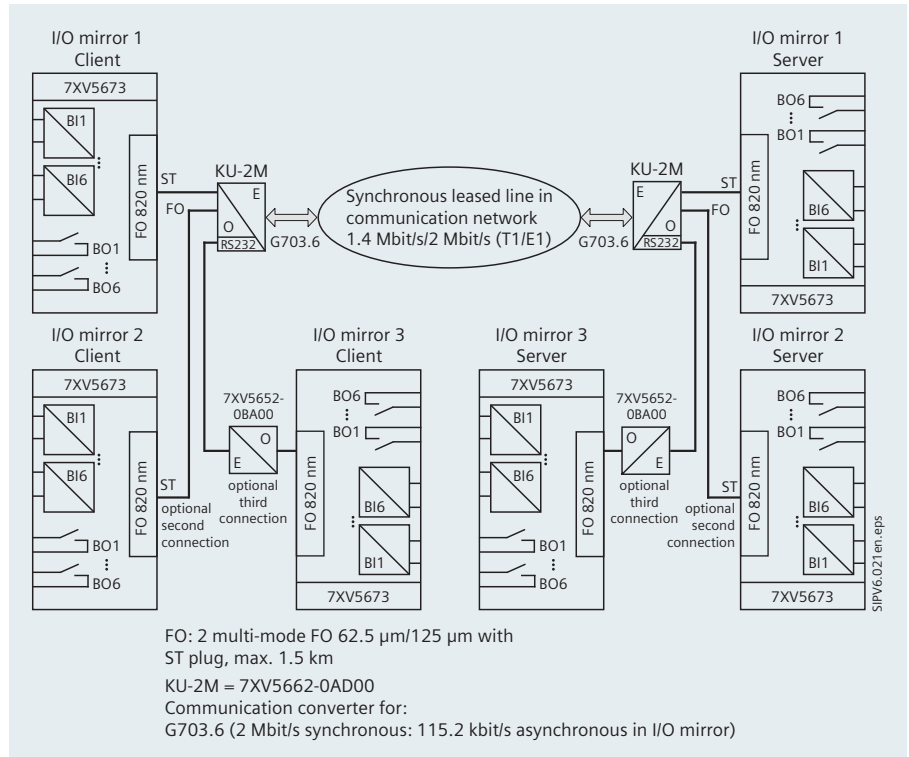 I/O mirror 1
Client
7XV5673
BI1
BI6
BO1
BO6
FO 820 nm
ST
FO
KU-2M
E
O
RS232
G703.6
Synchronous leased line in
communication network
1.4 Mbit/s/2 Mbit/s (T1/E1)
G703.6
KU-2M
E
O
RS232
ST
FO
I/O mirror 1
Server
BO6
BO1
FO 820 nm
BI6
BI1
7XV5673
I/O mirror 2
Client
7XV5673
BI1
BI6
BO1
BO6
FO 820 nm
ST
optional
second
connection
7XV5652-
0BA00
O
E
optional
third
connection
I/O mirror 3
Client
BO6
BO1
FO 820 nm
BI6
BI1
7XV5673
I/O mirror 3
Server
7XV5673
BI1
BI6
BO1
BO6
FO 820 nm
7XV5652-
0BA00
O
E
optional
third
connection
ST
optional
second
connection
I/O mirror 2
Server
BO6
BO1
FO 820 nm
BI6
BI1
7XV5673
SIPV6.021en.eps
FO: 2 multi-mode FO 62.5 µm/125 µm with
ST plug, max. 1.5 km
KU-2M = 7XV5662-0AD00
Communication converter for:
G703.6 (2 Mbit/s synchronous: 115.2 kbit/s asynchronous in I/O mirror)